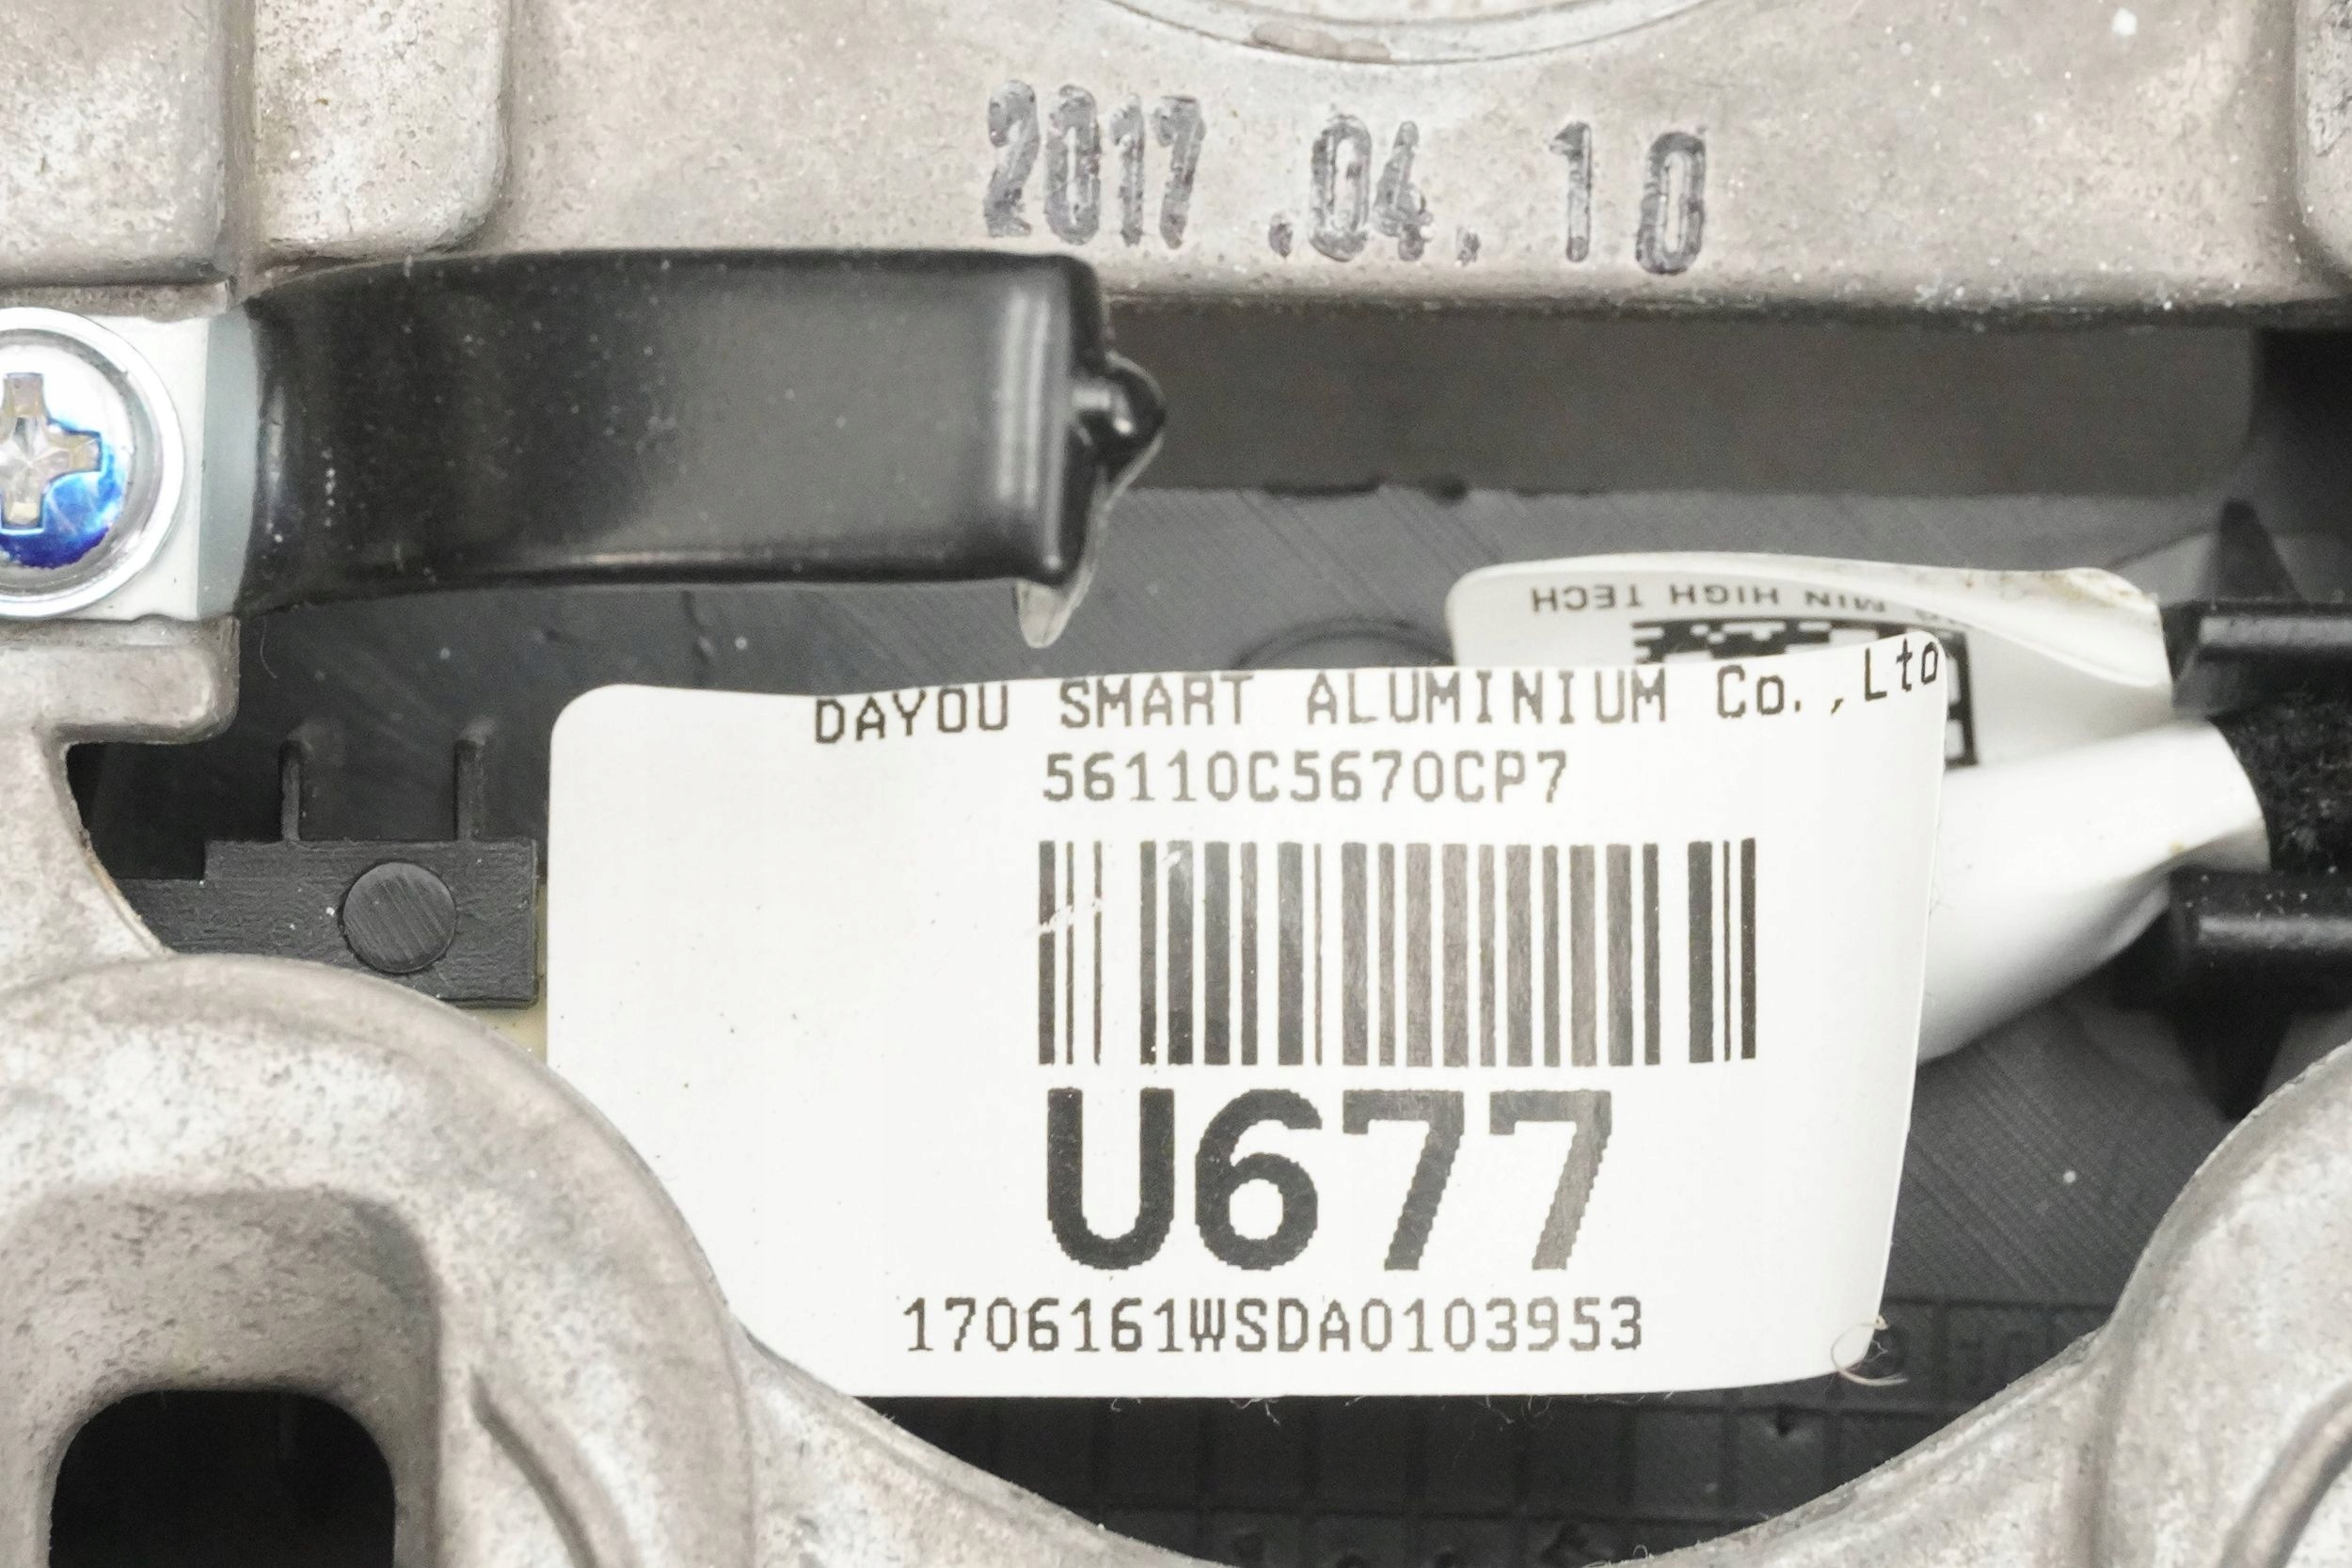 2017.04.10
MIN HIGH TECH
DAYOU SMART ALUMINIUM Co.,Ltd
56110C5670CP7
U677
1706161WSDA0103953